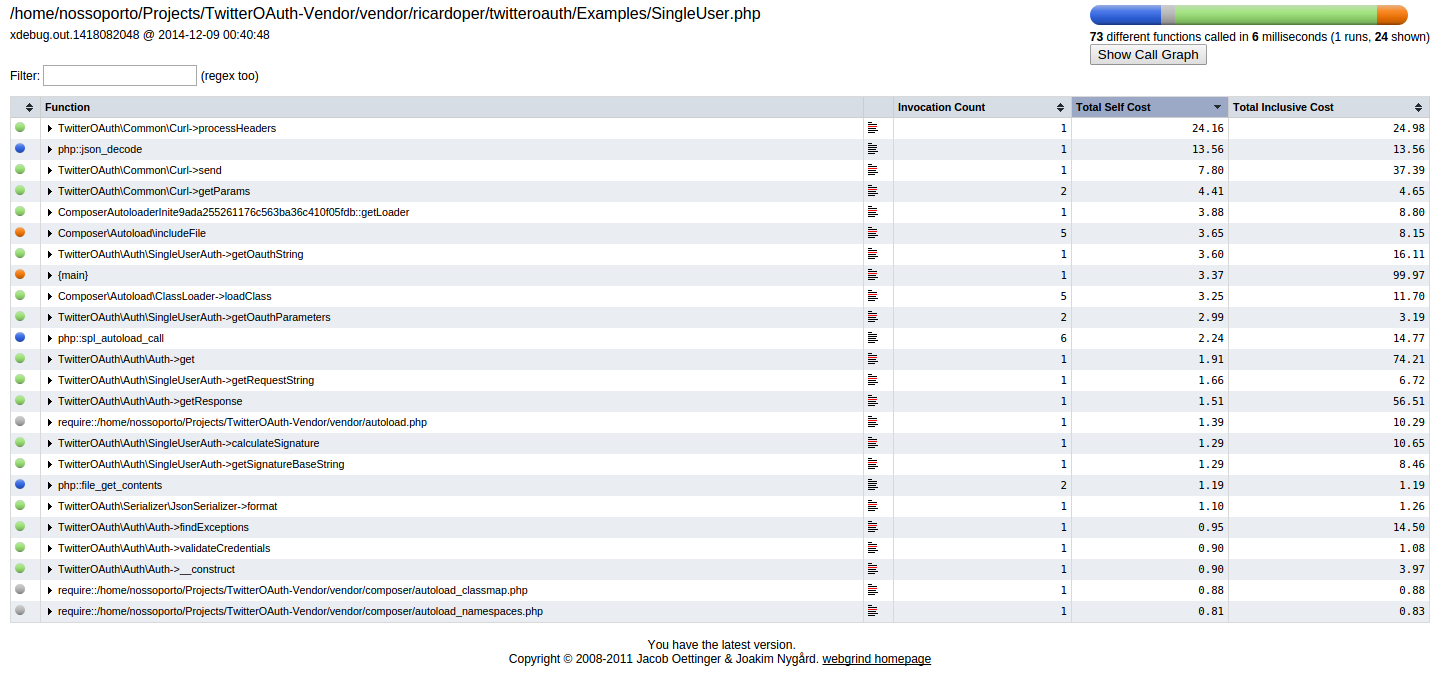 /home/nossoporto/Projects/TwitterOAuth-Vendor/vendor/ricardoper/twitteroauth/Examples/SingleUser.php
xdebug.out.1418082048 @ 2014-12-09 00:40:48
73 different functions called in 6 milliseconds (1 runs, 24 shown)
Show Call Graph
Filter: (regex too)
Function Invocation Count Total Self Cost Total Inclusive Cost
TwitterOAuth\Common\Curl->processHeaders 1 24.16 24.98
php::json_decode 1 13.56 13.56
TwitterOAuth\Common\Curl->send 1 7.80 37.39
TwitterOAuth\Common\Curl->getParams 2 4.41 4.65
ComposerAutoloaderInite9ada255261176c563ba36c410f05fdb::getLoader 1 3.88 8.80
Composer\Autoload\includeFile 5 3.65 8.15
TwitterOAuth\Auth\SingleUserAuth->getOauthString 1 3.60 16.11
{main} 1 3.37 99.97
Composer\Autoload\ClassLoader->loadClass 5 3.25 11.70
TwitterOAuth\Auth\SingleUserAuth->getOauthParameters 2 2.99 3.19
php::spl_autoload_call 6 2.24 14.77
TwitterOAuth\Auth\Auth->get 1 1.91 74.21
TwitterOAuth\Auth\SingleUserAuth->getRequestString 1 1.66 6.72
TwitterOAuth\Auth\Auth->getResponse 1 1.51 56.51
require::/home/nossoporto/Projects/TwitterOAuth-Vendor/vendor/autoload.php 1 1.39 10.29
TwitterOAuth\Auth\SingleUserAuth->calculateSignature 1 1.29 10.65
TwitterOAuth\Auth\SingleUserAuth->getSignatureBaseString 1 1.29 8.46
php::file_get_contents 2 1.19 1.19
TwitterOAuth\Serializer\JsonSerializer->format 1 1.10 1.26
TwitterOAuth\Auth\Auth->findExceptions 1 0.95 14.50
TwitterOAuth\Auth\Auth->validateCredentials 1 0.90 1.08
TwitterOAuth\Auth\Auth->__construct 1 0.90 3.97
require::/home/nossoporto/Projects/TwitterOAuth-Vendor/vendor/composer/autoload_classmap.php 1 0.88 0.88
require::/home/nossoporto/Projects/TwitterOAuth-Vendor/vendor/composer/autoload_namespaces.php 1 0.81 0.83
You have the latest version.
Copyright © 2008-2011 Jacob Oettinger & Joakim Nygård. webgrind homepage